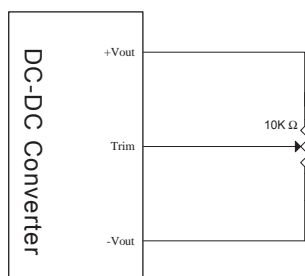 DC-DC Converter
+Vout
10K Ω
Trim
-Vout